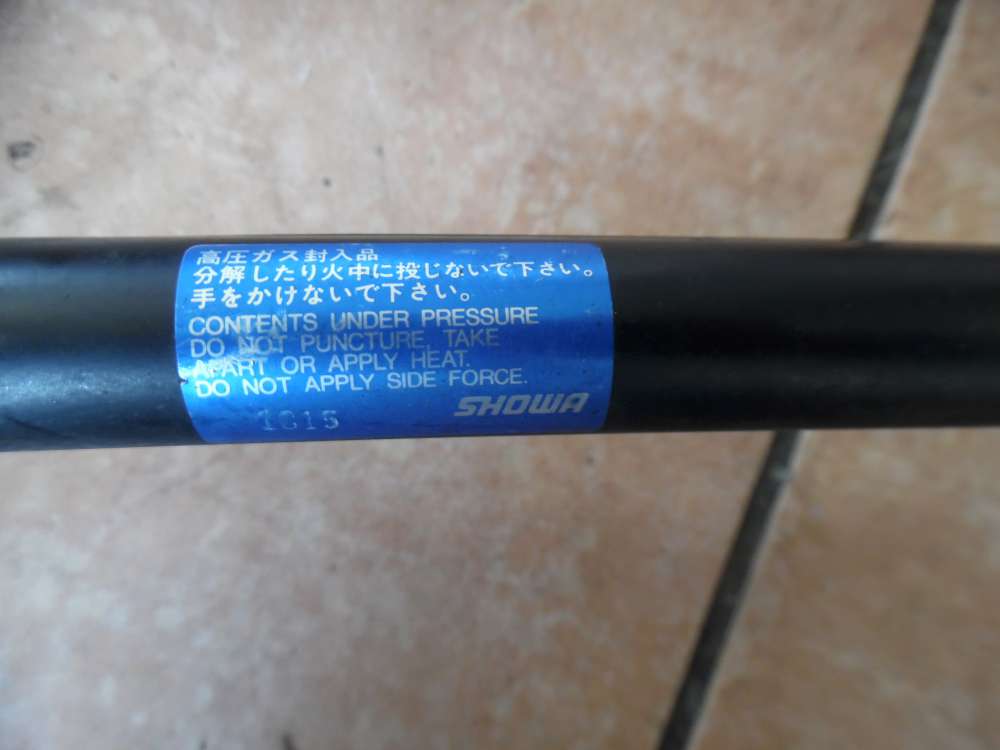 高圧ガス封入品
分解したり火中に投じないで下さい。
手をかけないで下さい。
CONTENTS UNDER PRESSURE
DO NOT PUNCTURE, TAKE
APART OR APPLY HEAT.
DO NOT APPLY SIDE FORCE.
SHOWA